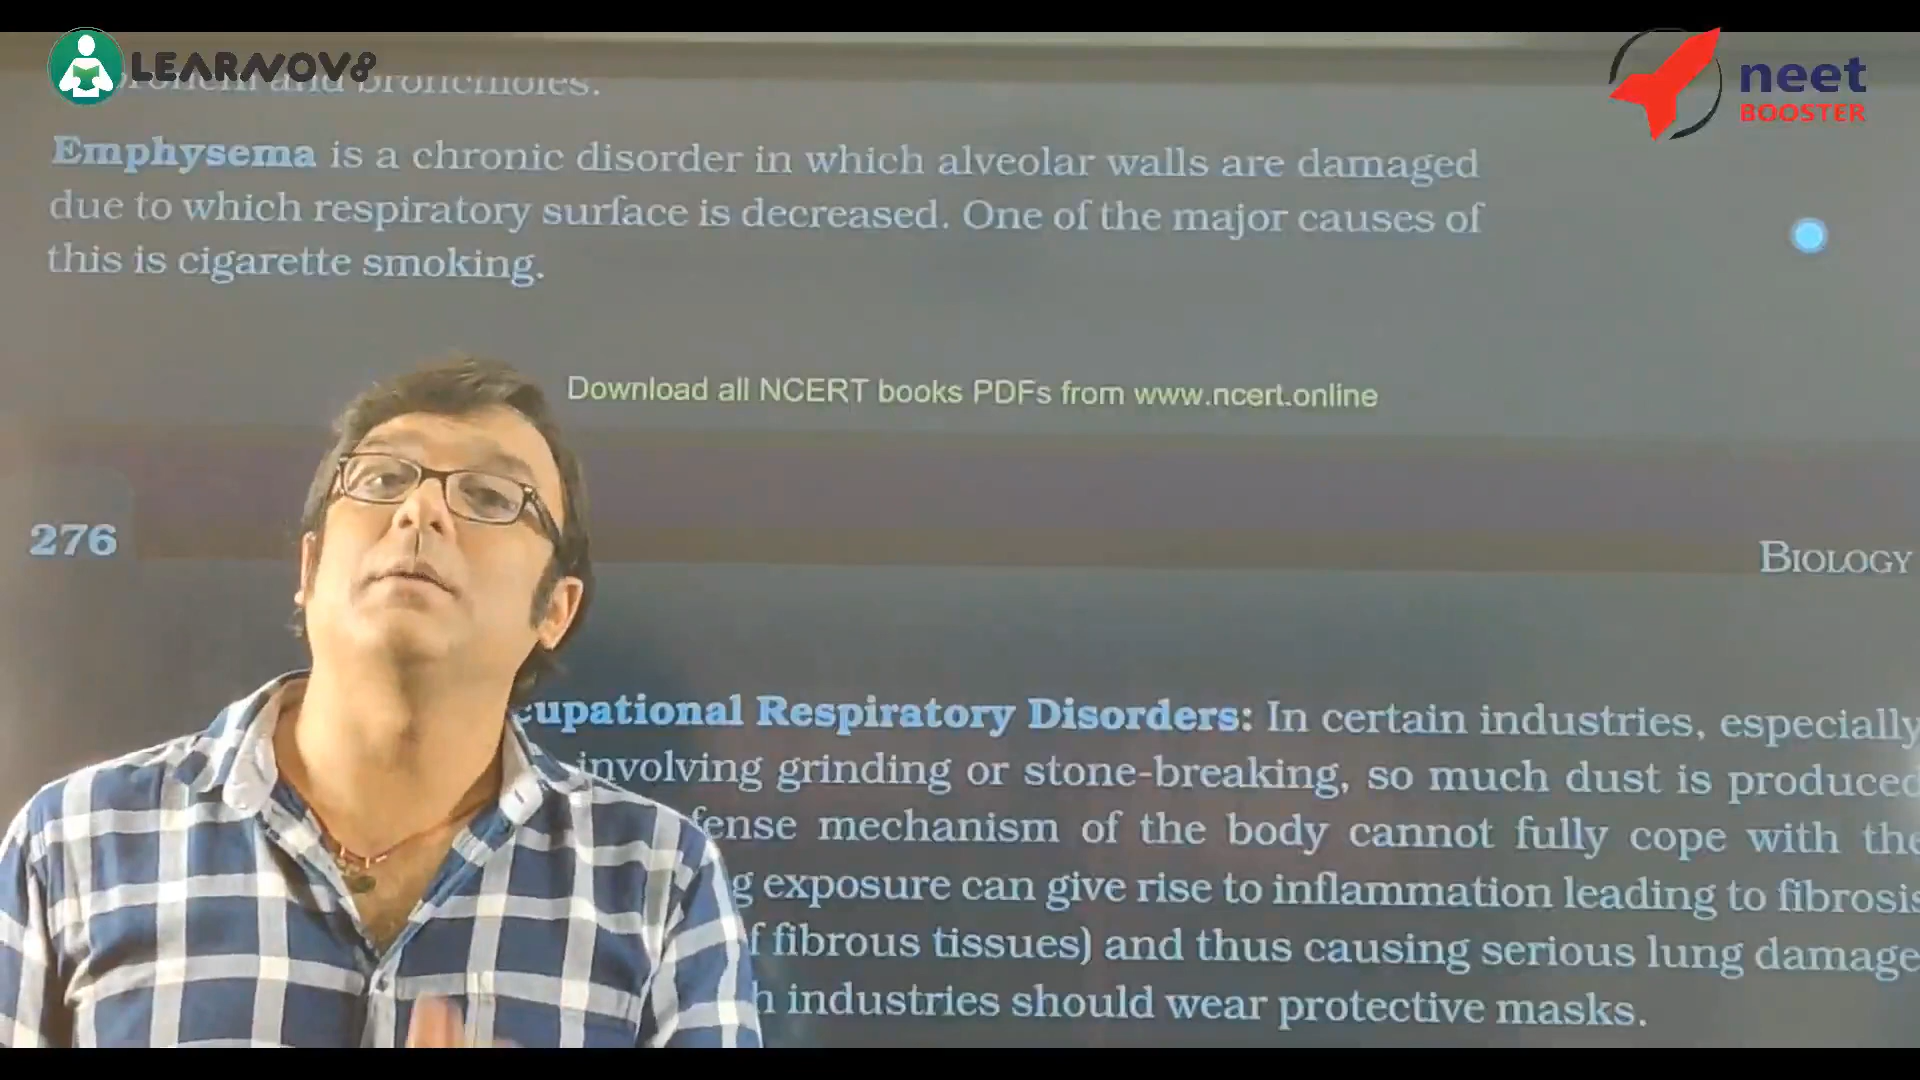 LEARNOV8
neet
BOOSTER
bronchi and bronchioles.
Emphysema is a chronic disorder in which alveolar walls are damaged
due to which respiratory surface is decreased. One of the major causes of
this is cigarette smoking.
Download all NCERT books PDFs from www.ncert.online
276
BIOLOGY
cupational Respiratory Disorders: In certain industries, especially
involving grinding or stone-breaking, so much dust is produced
fense mechanism of the body cannot fully cope with the
g exposure can give rise to inflammation leading to fibrosis
f fibrous tissues) and thus causing serious lung damage
h industries should wear protective masks.